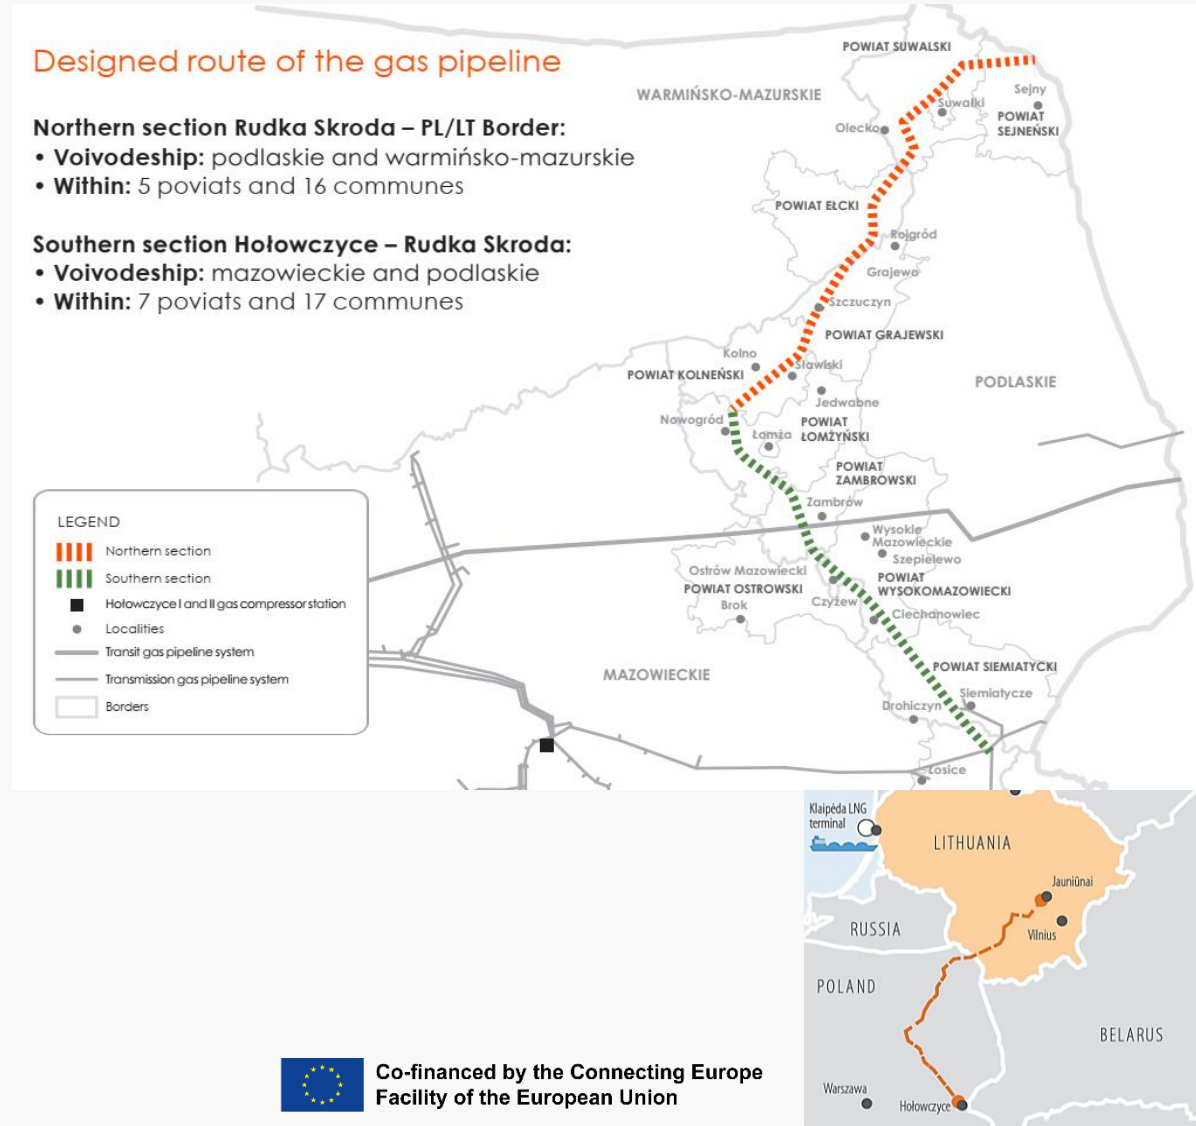 Designed route of the gas pipeline
Northern section Rudka Skroda – PL/LT Border:
• Voivodeship: podlaskie and warmińsko-mazurskie
• Within: 5 poviats and 16 communes
Southern section Hołowczyce – Rudka Skroda:
• Voivodeship: mazowieckie and podlaskie
• Within: 7 poviats and 17 communes
POWIAT SUWALSKI
WARMIŃSKO-MAZURSKIE
Sejny
Suwałki
POWIAT
SEJNEŃSKI
Olecko
POWIAT EŁCKI
Rajgród
Grajewo
Szczuczyn
POWIAT GRAJEWSKI
Kolno
Stawiski
POWIAT KOLNEŃSKI
PODLASKIE
Jedwabne
Nowogród
POWIAT
ŁOMŻYŃSKI
Łomża
POWIAT
ZAMBROWSKI
Zambrów
Wysokie
Mazowieckie
Szepielewo
Ostrów Mazowiecki
POWIAT OSTROWSKI
POWIAT
WYSOKOMAZOWIECKI
Brok
Czyżew
Ciechanowiec
MAZOWIECKIE
POWIAT SIEMIATYCKI
Siemiatycze
Drohiczyn
Łosice
LEGEND
Northern section
Southern section
Hołowczyce I and II gas compressor station
Localities
Transit gas pipeline system
Transmission gas pipeline system
Borders
Klaipėda LNG
terminal
LITHUANIA
Jauniūnai
Vilnius
RUSSIA
POLAND
BELARUS
Warszawa
Hołowczyce
Co-financed by the Connecting Europe
Facility of the European Union